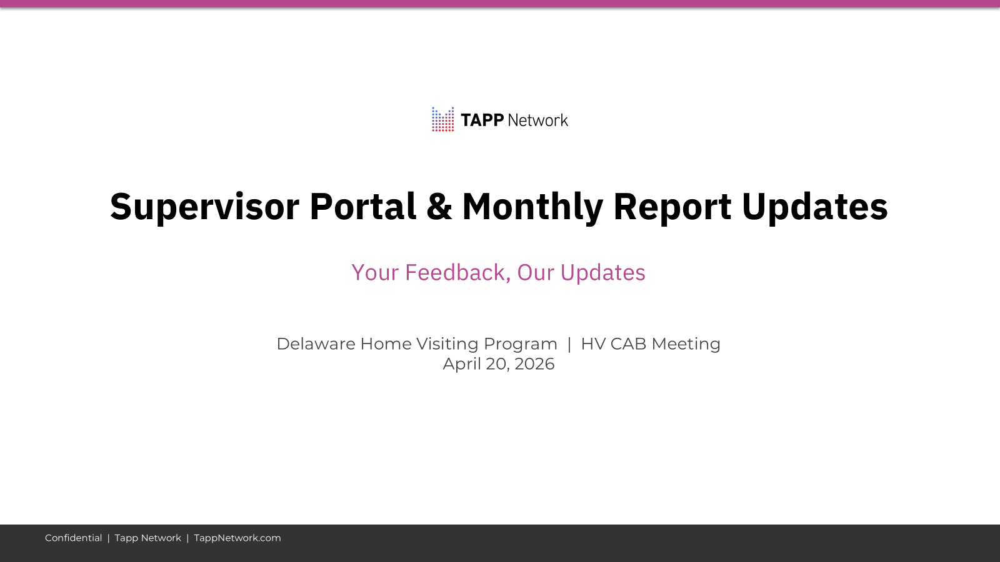 TAPP Network
Supervisor Portal & Monthly Report Updates
Your Feedback, Our Updates
Delaware Home Visiting Program | HV CAB Meeting
April 20, 2026
Confidential | Tapp Network | TappNetwork.com